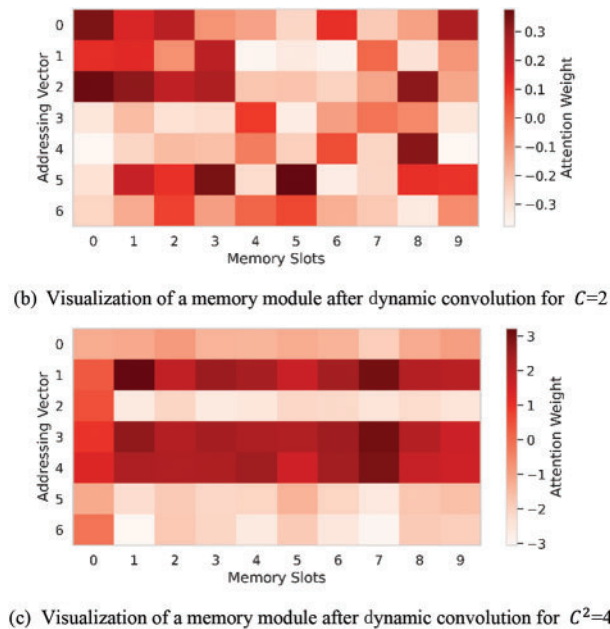 0
1
2
3
4
5
6
Addressing Vector
0 1 2 3 4 5 6 7 8 9
Memory Slots
0.3
0.2
0.1
0.0
−0.1
−0.2
−0.3
Attention Weight
(b) Visualization of a memory module after dynamic convolution for C=2
0
1
2
3
4
5
6
Addressing Vector
0 1 2 3 4 5 6 7 8 9
Memory Slots
3
2
1
0
−1
−2
−3
Attention Weight
(c) Visualization of a memory module after dynamic convolution for C²=4